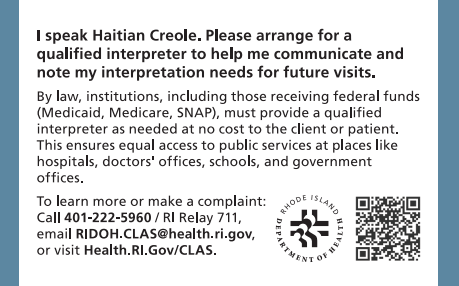 I speak Haitian Creole. Please arrange for a
qualified interpreter to help me communicate and
note my interpretation needs for future visits.
By law, institutions, including those receiving federal funds
(Medicaid, Medicare, SNAP), must provide a qualified
interpreter as needed at no cost to the client or patient.
This ensures equal access to public services at places like
hospitals, doctors' offices, schools, and government
offices.
To learn more or make a complaint:
Call 401-222-5960 / RI Relay 711,
email RIDOH.CLAS@health.ri.gov,
or visit Health.RI.Gov/CLAS.
RHODE ISLAND
DEPARTMENT OF HEALTH